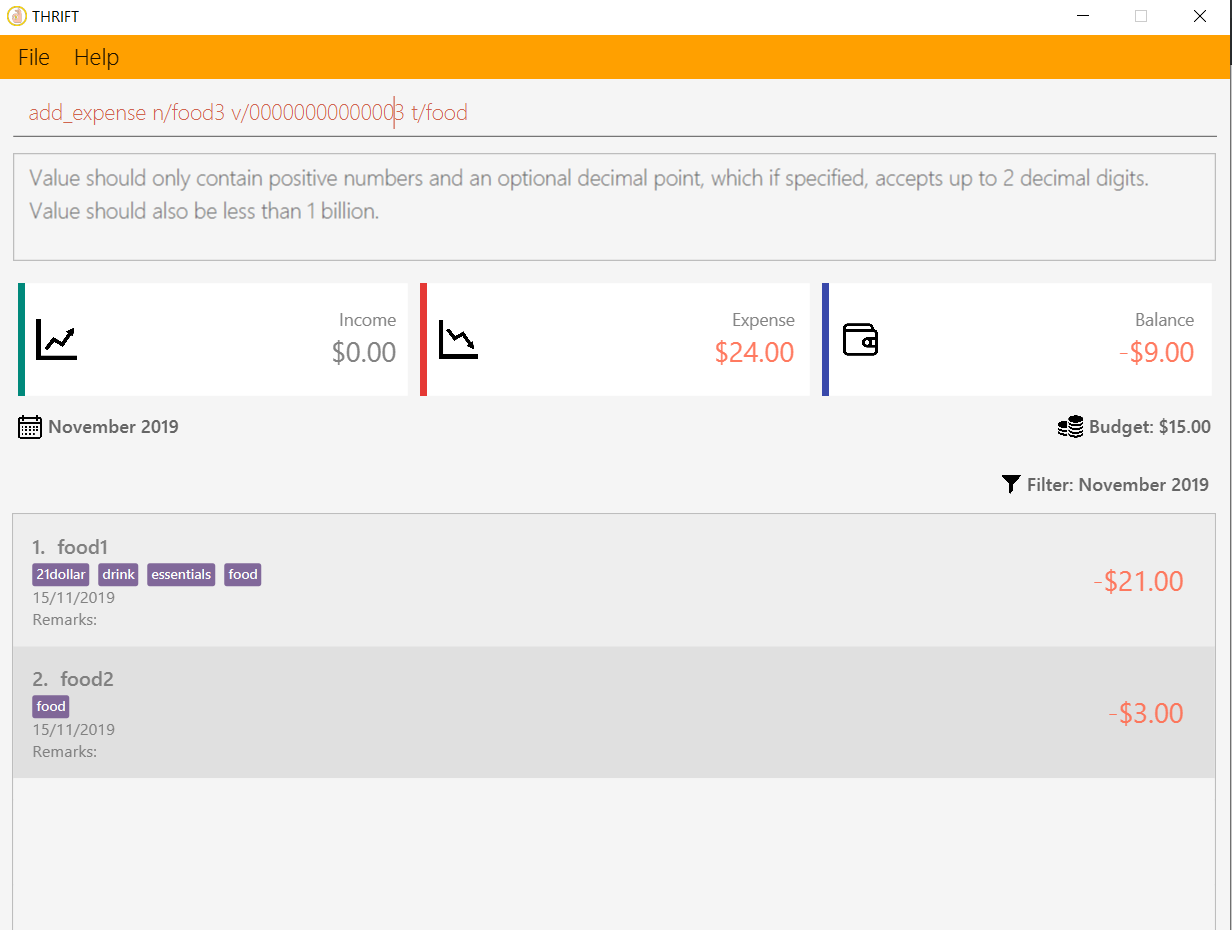 THRIFT
File Help
add_expense n/food3 v/00000000000003 t/food
Value should only contain positive numbers and an optional decimal point, which if specified, accepts up to 2 decimal digits.
Value should also be less than 1 billion.
Income
$0.00
Expense
$24.00
Balance
-$9.00
November 2019
Budget: $15.00
Filter: November 2019
1. food1
21dollar drink essentials food
15/11/2019
Remarks:
-$21.00
2. food2
food
15/11/2019
Remarks:
-$3.00